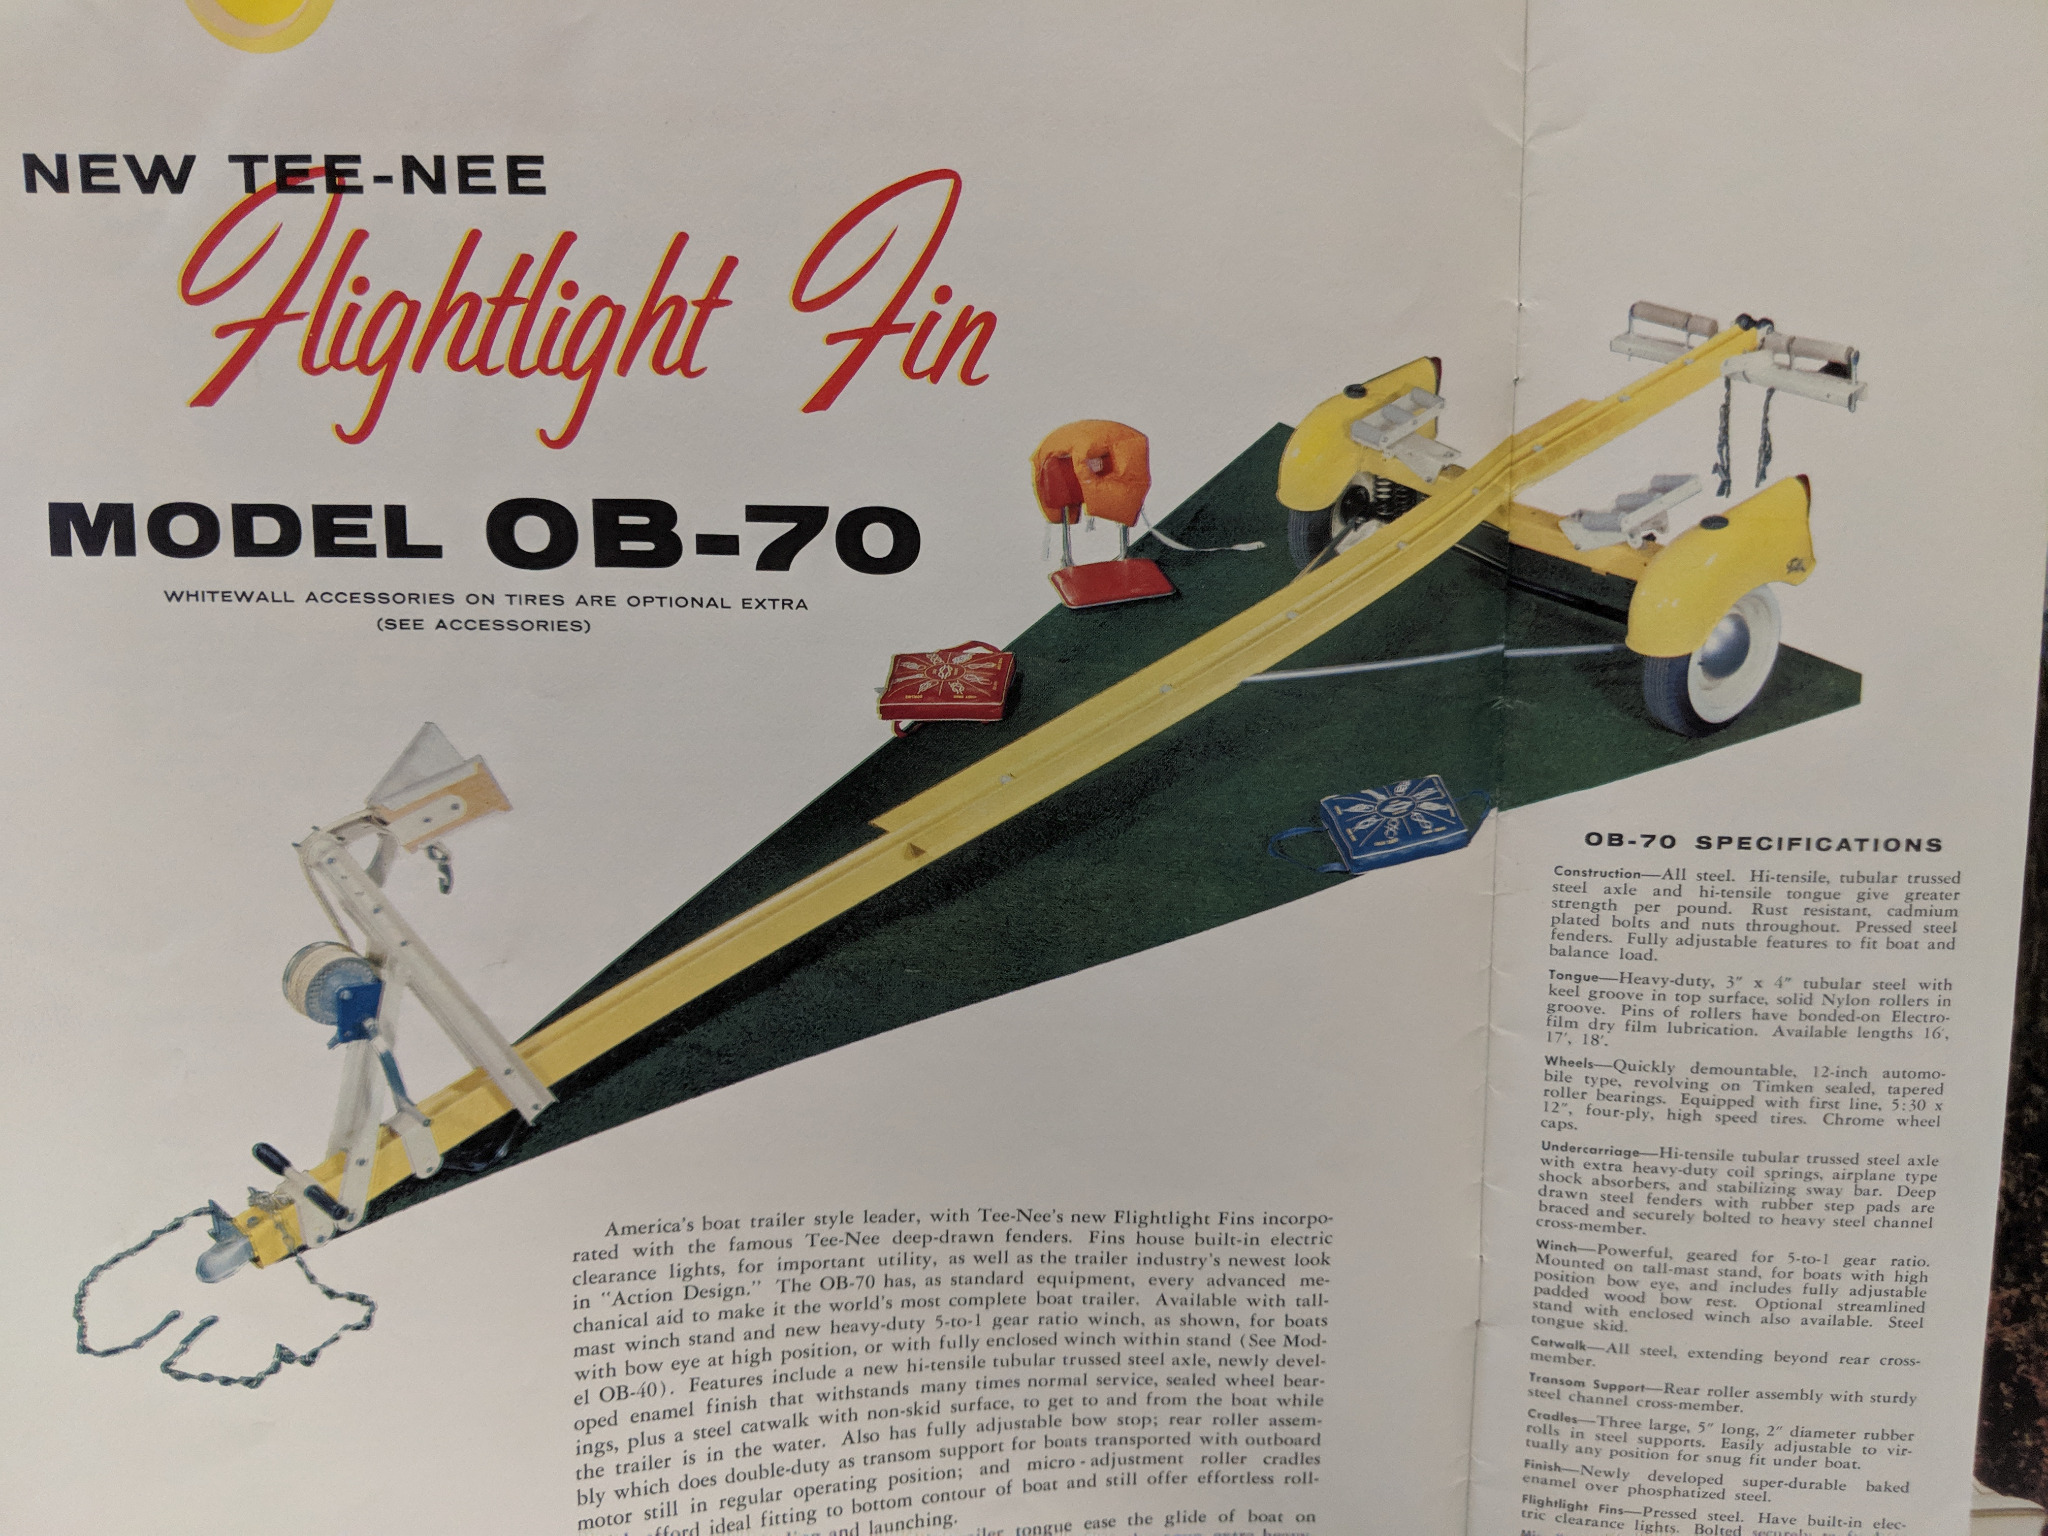 NEW TEE-NEE
Flightlight Fin
MODEL OB-70
WHITEWALL ACCESSORIES ON TIRES ARE OPTIONAL EXTRA
(SEE ACCESSORIES)
America's boat trailer style leader, with Tee-Nee's new Flightlight Fins incorpo-
rated with the famous Tee-Nee deep-drawn fenders. Fins house built-in electric
clearance lights, for important utility, as well as the trailer industry's newest look
in "Action Design." The OB-70 has, as standard equipment, every advanced me-
chanical aid to make it the world's most complete boat trailer. Available with tall-
mast winch stand and new heavy-duty 5-to-1 gear ratio winch, as shown, for boats
with bow eye at high position, or with fully enclosed winch within stand (See Mod-
el OB-40). Features include a new hi-tensile tubular trussed steel axle, newly devel-
oped enamel finish that withstands many times normal service, sealed wheel bear-
ings, plus a steel catwalk with non-skid surface, to get to and from the boat while
the trailer is in the water. Also has fully adjustable bow stop; rear roller assem-
bly which does double-duty as transom support for boats transported with outboard
motor still in regular operating position; and micro-adjustment roller cradles
afford ideal fitting to bottom contour of boat and still offer effortless roll-
and launching.
tongue ease the glide of boat on
OB-70 SPECIFICATIONS
Construction—All steel. Hi-tensile, tubular trussed
steel axle and hi-tensile tongue give greater
strength per pound. Rust resistant, cadmium
plated bolts and nuts throughout. Pressed steel
fenders. Fully adjustable features to fit boat and
balance load.
Tongue—Heavy-duty, 3" x 4" tubular steel with
keel groove in top surface, solid Nylon rollers in
groove. Pins of rollers have bonded-on Electro-
film dry film lubrication. Available lengths 16',
17', 18'.
Wheels—Quickly demountable, 12-inch automo-
bile type, revolving on Timken sealed, tapered
roller bearings. Equipped with first line, 5:30 x
12", four-ply, high speed tires. Chrome wheel
caps.
Undercarriage—Hi-tensile tubular trussed steel axle
with extra heavy-duty coil springs, airplane type
shock absorbers, and stabilizing sway bar. Deep
drawn steel fenders with rubber step pads are
braced and securely bolted to heavy steel channel
cross-member.
Winch—Powerful, geared for 5-to-1 gear ratio.
Mounted on tall-mast stand, for boats with high
position bow eye, and includes fully adjustable
padded wood bow rest. Optional streamlined
stand with enclosed winch also available. Steel
tongue skid.
Catwalk—All steel, extending beyond rear cross-
member.
Transom Support—Rear roller assembly with sturdy
steel channel cross-member.
Cradles—Three large, 5" long, 2" diameter rubber
rolls in steel supports. Easily adjustable to vir-
tually any position for snug fit under boat.
Finish—Newly developed super-durable baked
enamel over phosphatized steel.
Flightlight Fins—Pressed steel. Have built-in elec-
tric clearance lights. Bolted securely